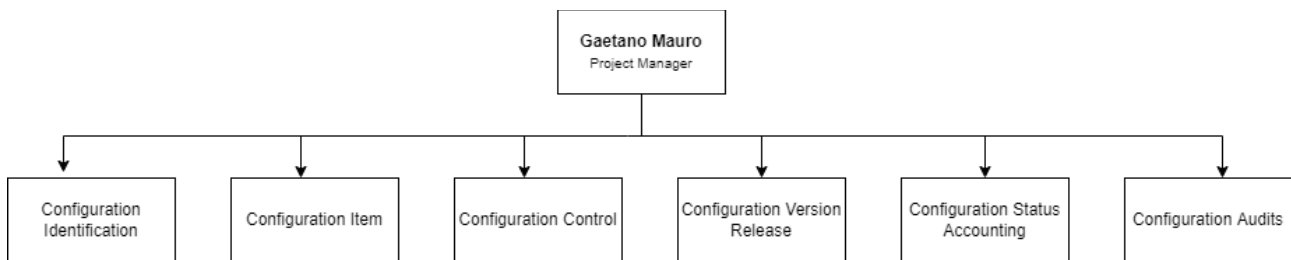 Gaetano Mauro
Project Manager
Configuration
Identification
Configuration Item
Configuration Control
Configuration Version
Release
Configuration Status
Accounting
Configuration Audits